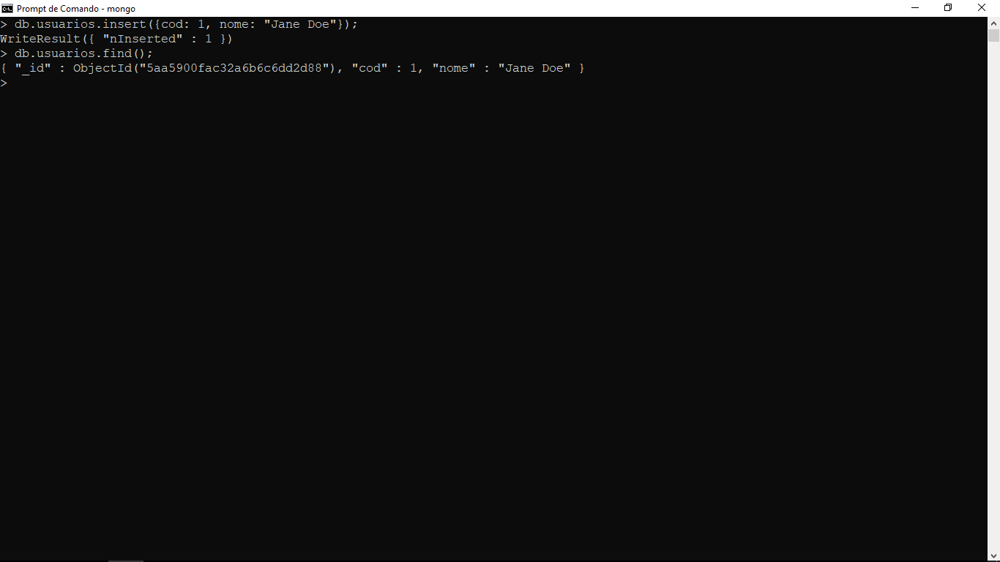 Prompt de Comando - mongo
> db.usuarios.insert({cod: 1, nome: "Jane Doe"});
WriteResult({ "nInserted" : 1 })
> db.usuarios.find();
{ "_id" : ObjectId("5aa5900fac32a6b6c6dd2d88"), "cod" : 1, "nome" : "Jane Doe" }
>